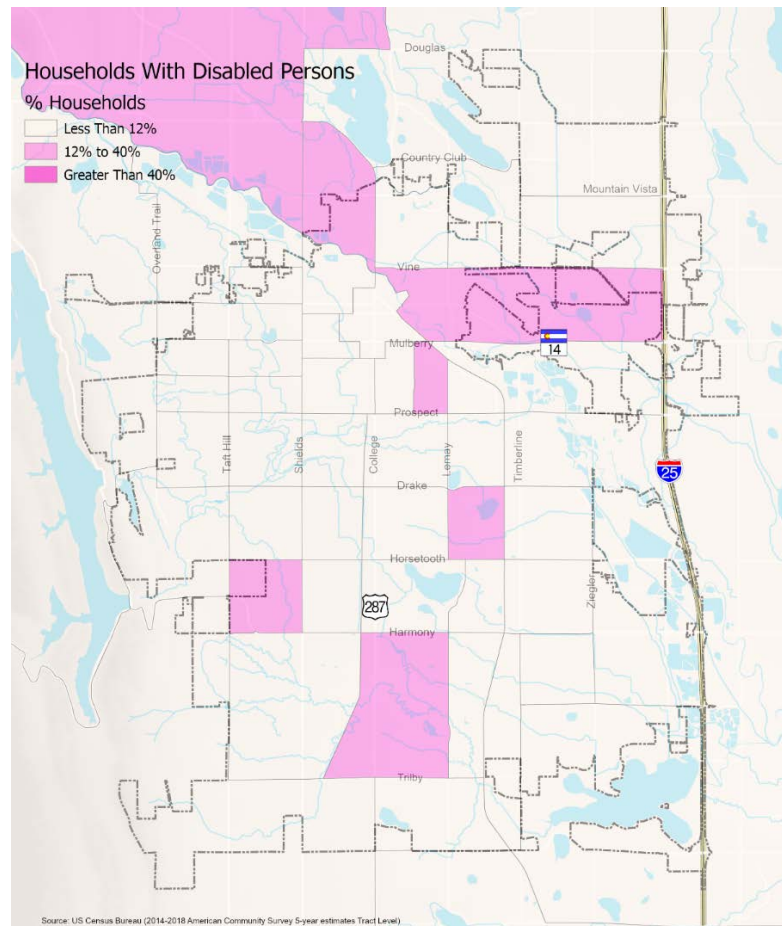 Households With Disabled Persons
% Households
Less Than 12%
12% to 40%
Greater Than 40%
Douglas
Country Club
Mountain Vista
Overland Trail
Vine
14
Mulberry
Prospect
Taft Hill
Shields
College
Lemay
Timberline
25
Drake
Horsetooth
Ziegler
287
Harmony
Trilby
Source: US Census Bureau (2014-2018 American Community Survey 5-year estimates Tract Level)